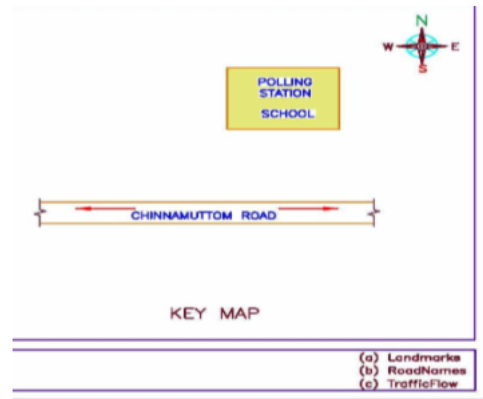 N
W E
S
POLLING
STATION
SCHOOL
CHINNAMUTTOM ROAD
KEY MAP
(a) Landmarks
(b) RoadNames
(c) TrafficFlow